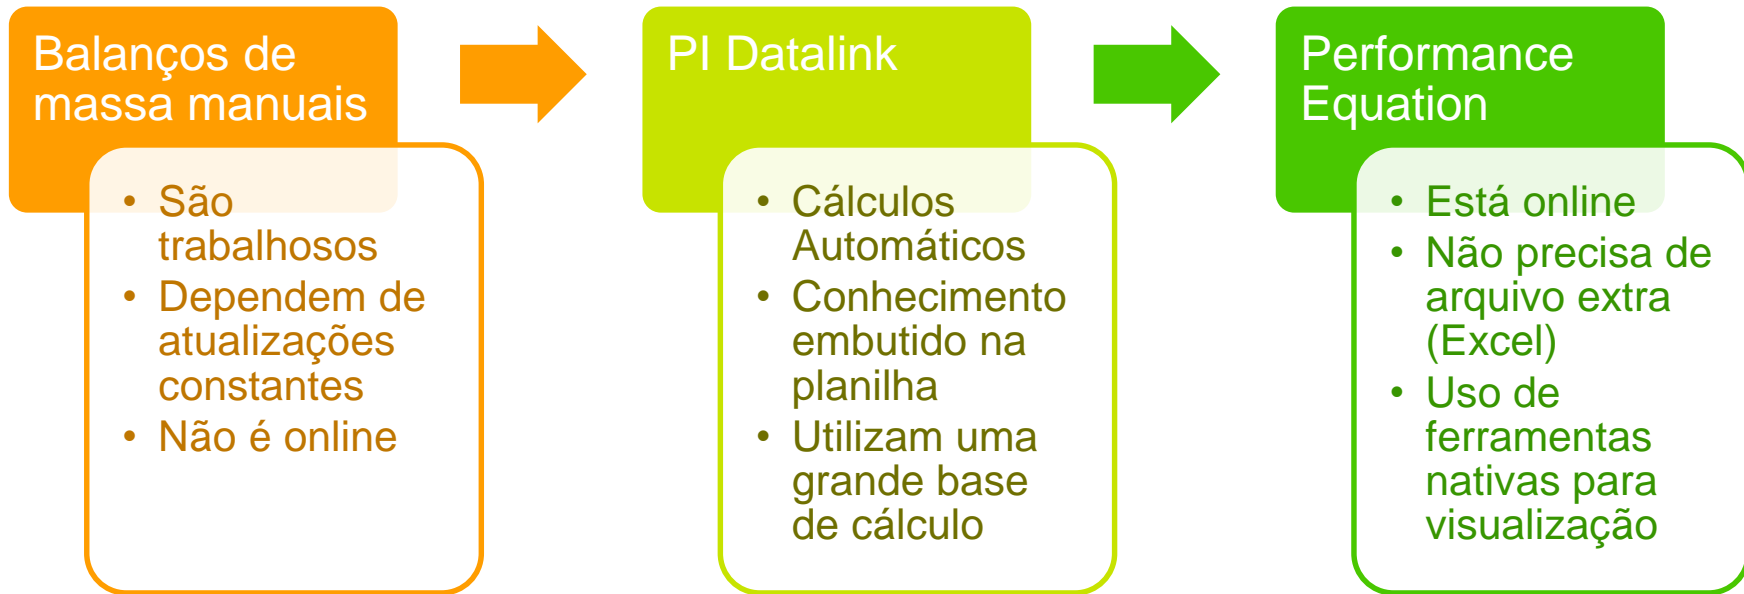 Balanços de
massa manuais
• São
trabalhosos
• Dependem de
atualizações
constantes
• Não é online
PI Datalink
• Cálculos
Automáticos
• Conhecimento
embutido na
planilha
• Utilizam uma
grande base
de cálculo
Performance
Equation
• Está online
• Não precisa de
arquivo extra
(Excel)
• Uso de
ferramentas
nativas para
visualização